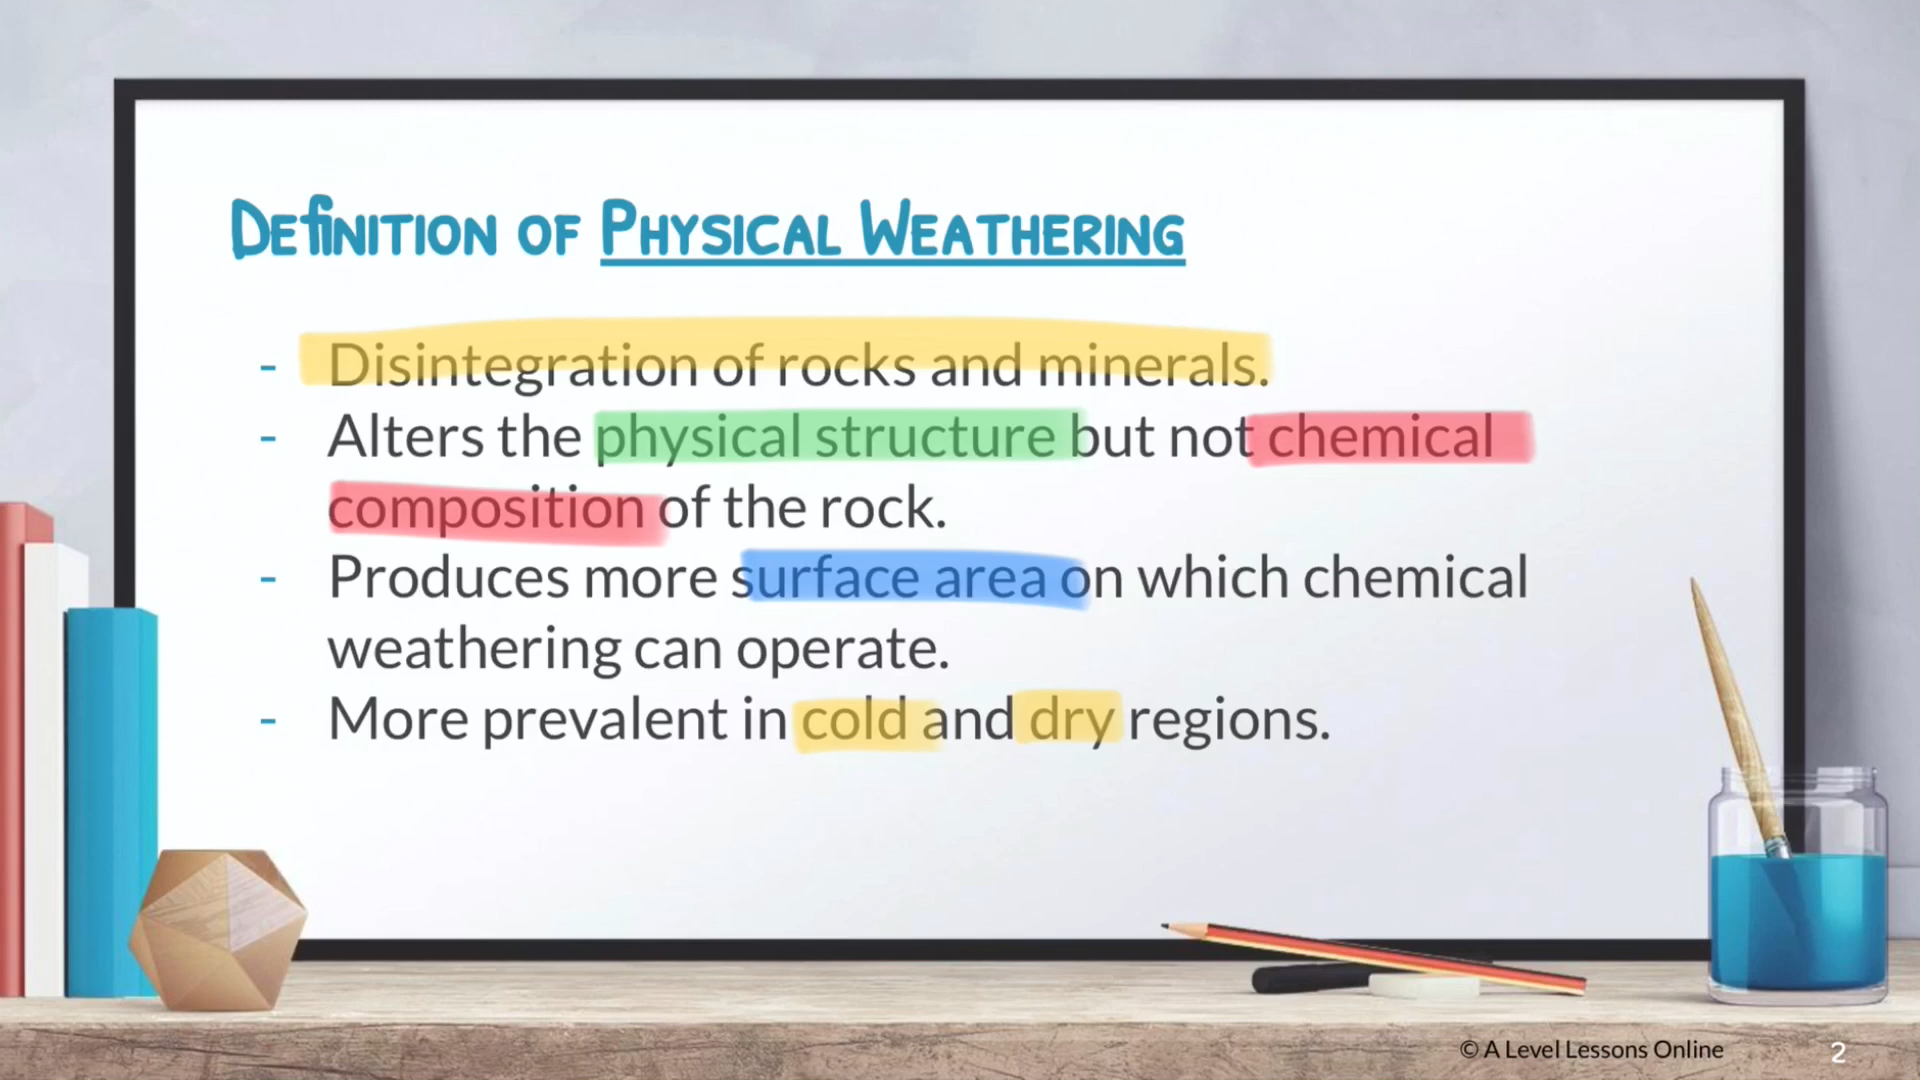 Definition of Physical Weathering
- Disintegration of rocks and minerals.
- Alters the physical structure but not chemical
composition of the rock.
- Produces more surface area on which chemical
weathering can operate.
- More prevalent in cold and dry regions.
© A Level Lessons Online
2